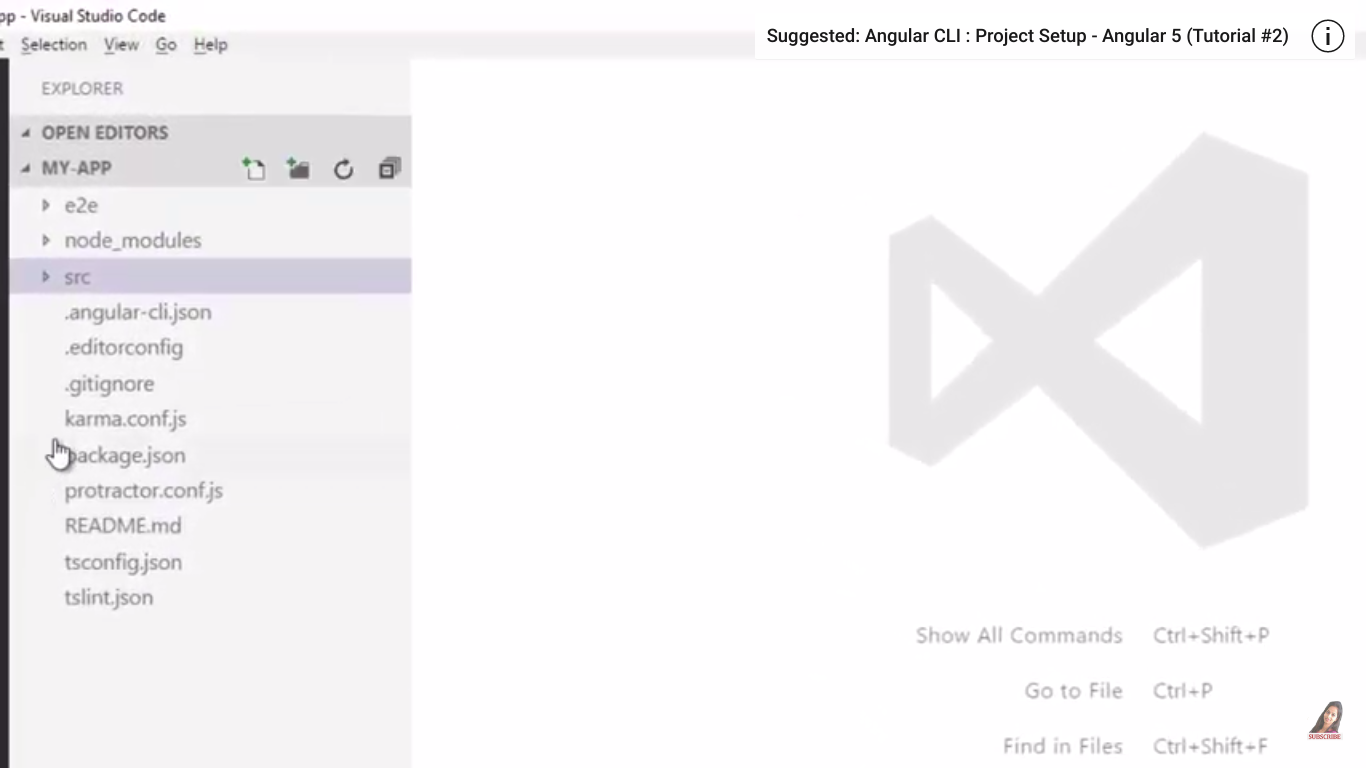 pp - Visual Studio Code
t Selection View Go Help
Suggested: Angular CLI : Project Setup - Angular 5 (Tutorial #2)
EXPLORER
OPEN EDITORS
MY-APP
e2e
node_modules
src
.angular-cli.json
.editorconfig
.gitignore
karma.conf.js
package.json
protractor.conf.js
README.md
tsconfig.json
tslint.json
Show All Commands Ctrl+Shift+P
Go to File Ctrl+P
Find in Files Ctrl+Shift+F
SUBSCRIBE